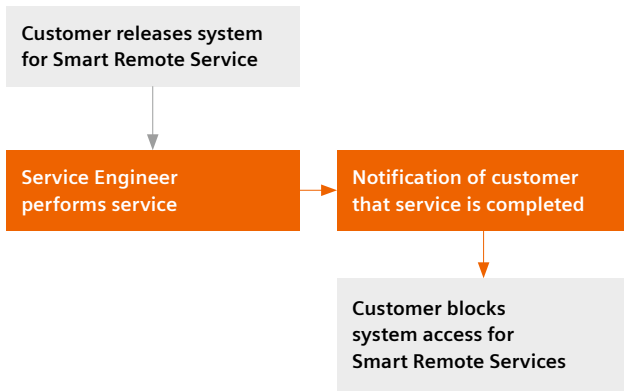 Customer releases system
for Smart Remote Service
Service Engineer
performs service
Notification of customer
that service is completed
Customer blocks
system access for
Smart Remote Services